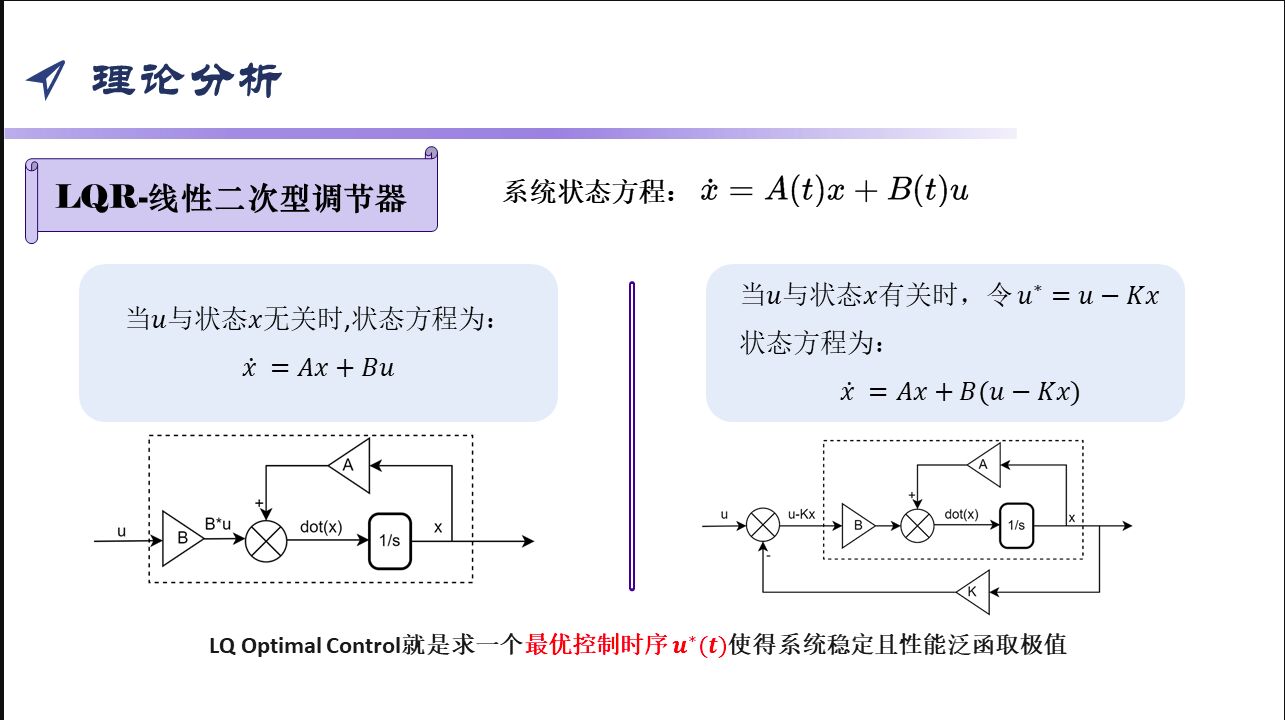 理论分析
LQR-线性二次型调节器
系统状态方程： ẋ = A(t)x + B(t)u
当u与状态x无关时,状态方程为：
ẋ = Ax + Bu
当u与状态x有关时，令 u* = u − Kx
状态方程为：
ẋ = Ax + B(u − Kx)
A
+
u
B
B*u
dot(x)
1/s
x
A
+
u
u-Kx
B
dot(x)
1/s
x
-
K
LQ Optimal Control就是求一个最优控制时序 u*(t)使得系统稳定且性能泛函取极值